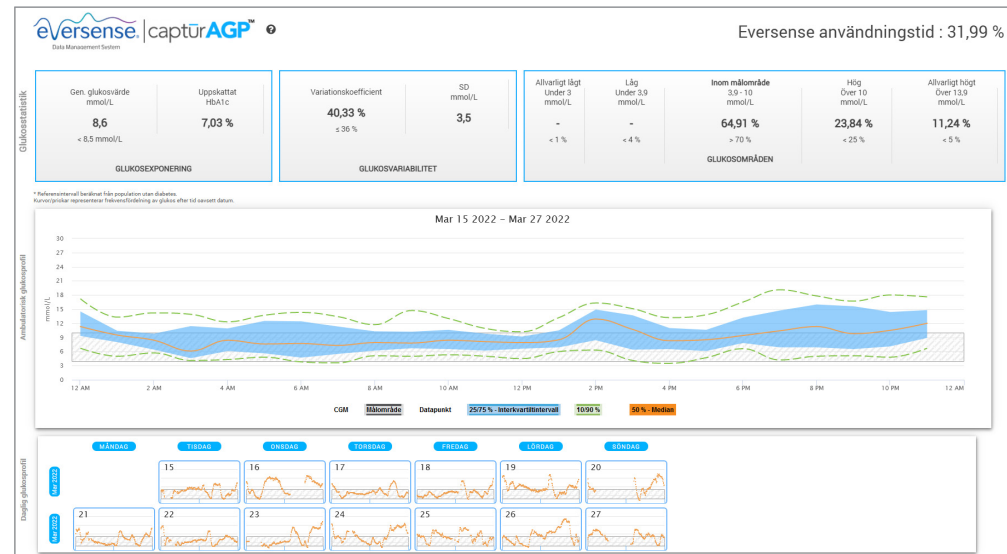 eversense. | captūrAGP™ ?
Data Management System
Eversense användningstid : 31,99 %
Glukosstatistik
Gen. glukosvärde
mmol/L
8,6
< 8,5 mmol/L
Uppskattat
HbA1c
7,03 %
GLUKOSEXPONERING
Variationskoefficient
40,33 %
≤ 36 %
SD
mmol/L
3,5
GLUKOSVARIABILITET
Allvarligt lågt
Under 3
mmol/L
-
< 1 %
Låg
Under 3,9
mmol/L
-
< 4 %
Inom målområde
3,9 - 10
mmol/L
64,91 %
> 70 %
Hög
Över 10
mmol/L
23,84 %
< 25 %
Allvarligt högt
Över 13,9
mmol/L
11,24 %
< 5 %
GLUKOSOMRÅDEN
* Referensintervall beräknat från population utan diabetes.
Kurvor/prickar representerar frekvensfördelning av glukos efter tid oavsett datum.
Ambulatorisk glukosprofil
Mar 15 2022 – Mar 27 2022
mmol/L
30
27
24
21
18
15
12
9
6
3
0
12 AM 2 AM 4 AM 6 AM 8 AM 10 AM 12 PM 2 PM 4 PM 6 PM 8 PM 10 PM 12 AM
CGM Målområde Datapunkt 25/75 % - Interkvartiltintervall 10/90 % 50 % - Median
Daglig glukosprofil
MÅNDAG TISDAG ONSDAG TORSDAG FREDAG LÖRDAG SÖNDAG
Mar 2022
15 16 17 18 19 20
Mar 2022
21 22 23 24 25 26 27